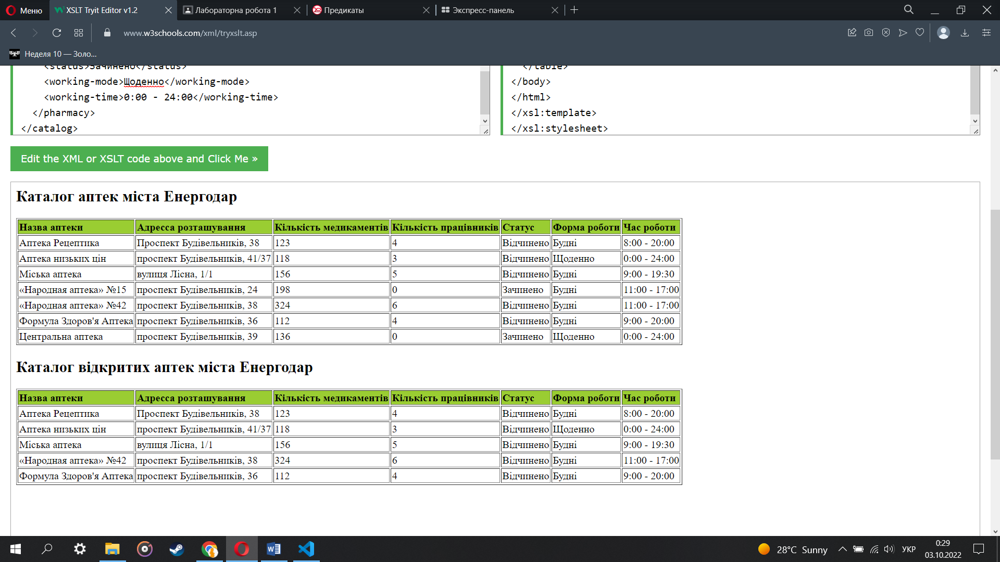 Меню
XSLT Tryit Editor v1.2
Лабораторна робота 1
Предикаты
Экспресс-панель
www.w3schools.com/xml/tryxslt.asp
Неделя 10 — Золо...
<status>Зачинено</status>
<working-mode>Щоденно</working-mode>
<working-time>0:00 - 24:00</working-time>
</pharmacy>
</catalog>
</table>
</body>
</html>
</xsl:template>
</xsl:stylesheet>
Edit the XML or XSLT code above and Click Me »
Каталог аптек міста Енергодар
Назва аптеки Адресса розташування Кількість медикаментів Кількість працівників Статус Форма роботи Час роботи
Аптека Рецептика Проспект Будівельників, 38 123 4 Відчинено Будні 8:00 - 20:00
Аптека низьких цін проспект Будівельників, 41/37 118 3 Відчинено Щоденно 0:00 - 24:00
Міська аптека вулиця Лісна, 1/1 156 5 Відчинено Будні 9:00 - 19:30
«Народная аптека» №15 проспект Будівельників, 24 198 0 Зачинено Будні 11:00 - 17:00
«Народная аптека» №42 проспект Будівельників, 38 324 6 Відчинено Будні 11:00 - 17:00
Формула Здоров'я Аптека проспект Будівельників, 36 112 4 Відчинено Будні 9:00 - 20:00
Центральна аптека проспект Будівельників, 39 136 0 Зачинено Щоденно 0:00 - 24:00
Каталог відкритих аптек міста Енергодар
Назва аптеки Адресса розташування Кількість медикаментів Кількість працівників Статус Форма роботи Час роботи
Аптека Рецептика Проспект Будівельників, 38 123 4 Відчинено Будні 8:00 - 20:00
Аптека низьких цін проспект Будівельників, 41/37 118 3 Відчинено Щоденно 0:00 - 24:00
Міська аптека вулиця Лісна, 1/1 156 5 Відчинено Будні 9:00 - 19:30
«Народная аптека» №42 проспект Будівельників, 38 324 6 Відчинено Будні 11:00 - 17:00
Формула Здоров'я Аптека проспект Будівельників, 36 112 4 Відчинено Будні 9:00 - 20:00
28°C Sunny
УКР
0:29
03.10.2022